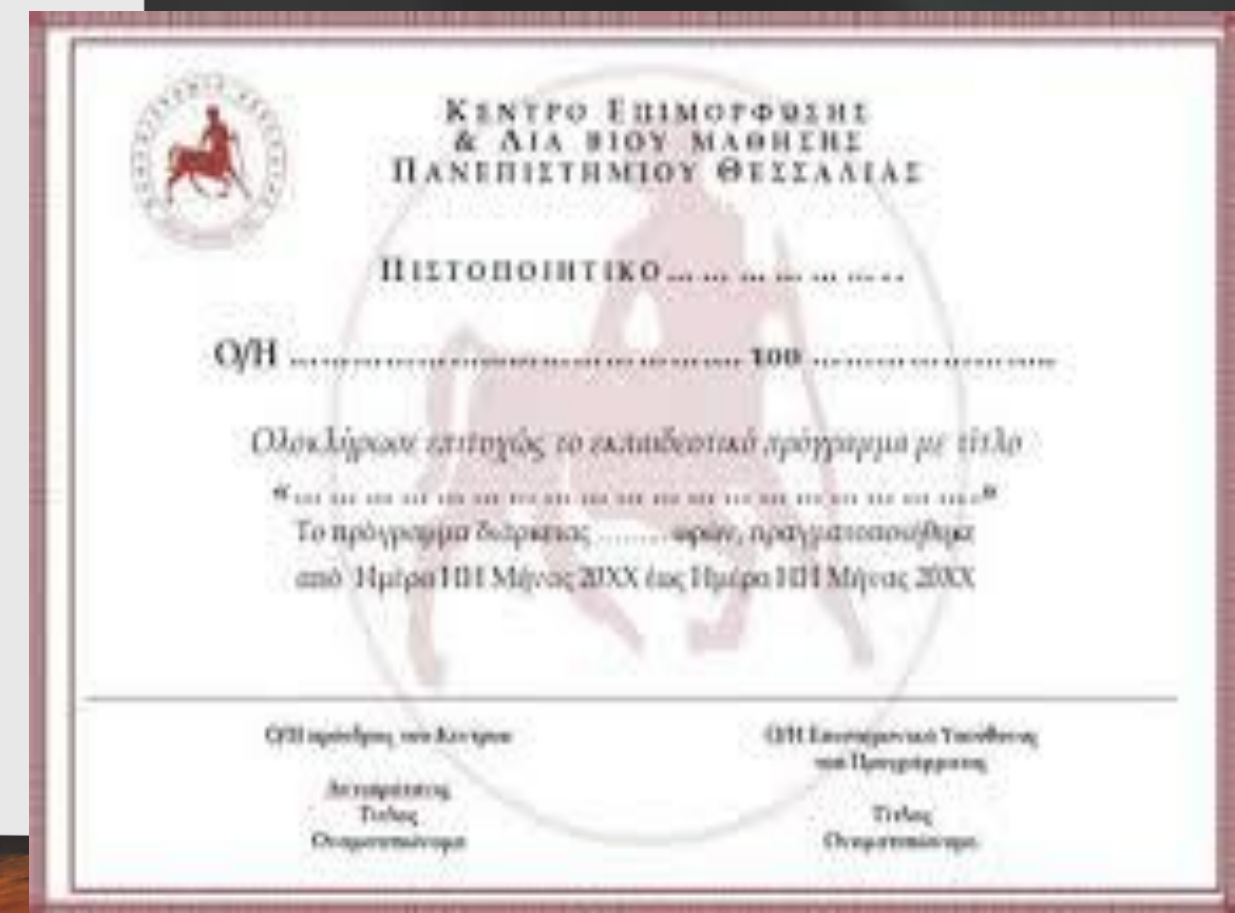 ΚΕΝΤΡΟ ΕΠΙΜΟΡΦΩΣΗΣ
& ΔΙΑ ΒΙΟΥ ΜΑΘΗΣΗΣ
ΠΑΝΕΠΙΣΤΗΜΙΟΥ ΘΕΣΣΑΛΙΑΣ
ΠΙΣΤΟΠΟΙΗΤΙΚΟ ... ... ... ... ... ...
Ο/Η ............................................... του ..........................
Ολοκλήρωσε επιτυχώς το εκπαιδευτικό πρόγραμμα με τίτλο
«... ... ... ... ... ... ... ... ... ... ... ... ... ... ... ... ... ... ...»
Το πρόγραμμα διάρκειας ........ ωρών, πραγματοποιήθηκε
από Ημέρα ΗΗ Μήνας 20ΧΧ έως Ημέρα ΗΗ Μήνας 20ΧΧ
Ο/Η πρόεδρος του Κέντρου
Αντιπρύτανης
Τίτλος
Ονοματεπώνυμο
Ο/Η Επιστημονικά Υπεύθυνος
του Προγράμματος
Τίτλος
Ονοματεπώνυμο